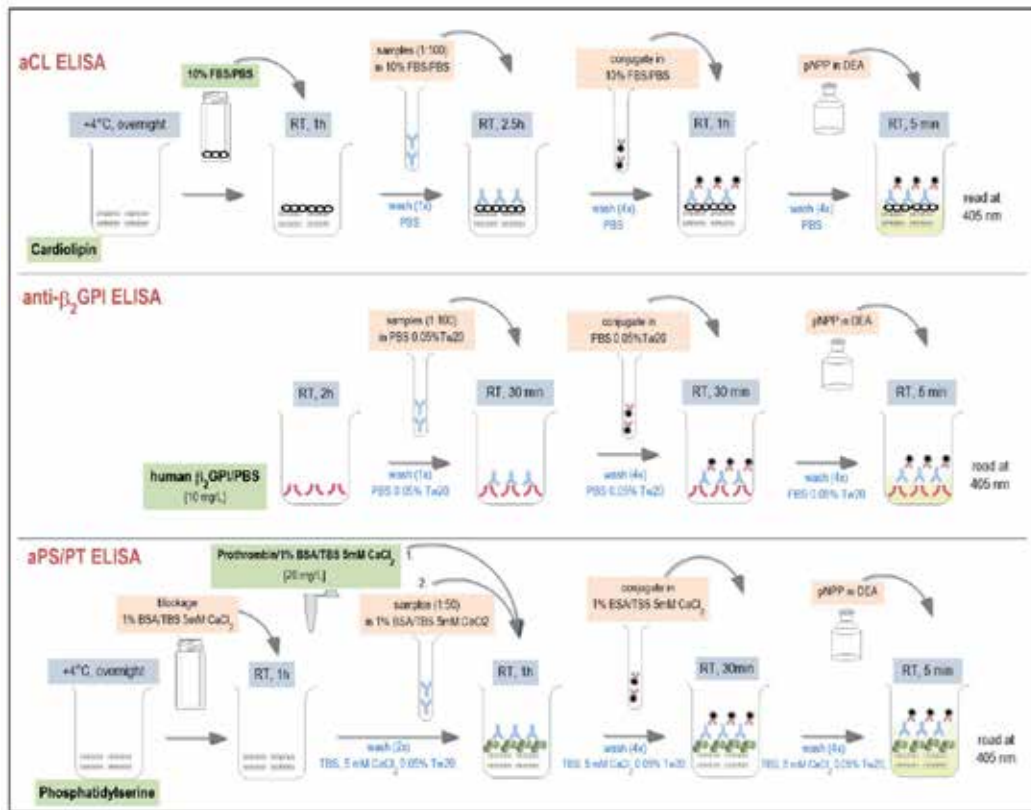 aCL ELISA
10% FBS/PBS
samples (1:100)
in 10% FBS/PBS
conjugate in
10% FBS/PBS
pNPP in DEA
+4°C, overnight
RT, 1h
RT, 2.5h
RT, 1h
RT, 5 min
wash (1x)
PBS
wash (4x)
PBS
wash (4x)
PBS
read at
405 nm
Cardiolipin
anti-β₂GPI ELISA
samples (1:100)
in PBS 0.05%Tw20
conjugate in
PBS 0.05%Tw20
pNPP in DEA
RT, 2h
RT, 30 min
RT, 30 min
RT, 5 min
human β₂GPI/PBS
[10 mg/L]
wash (1x)
PBS 0.05% Tw20
wash (4x)
PBS 0.05% Tw20
wash (4x)
PBS 0.05% Tw20
read at
405 nm
aPS/PT ELISA
Prothrombin/1% BSA/TBS 5mM CaCl₂
[20 mg/L]
1.
2.
blockage
1% BSA/TBS 5mM CaCl₂
samples (1:50)
in 1% BSA/TBS 5mM CaCl2
conjugate in
1% BSA/TBS 5mM CaCl₂
pNPP in DEA
+4°C, overnight
RT, 1h
RT, 1h
RT, 30min
RT, 5 min
wash (2x)
TBS, 5 mM CaCl₂ 0.05% Tw20
wash (4x)
TBS, 5 mM CaCl₂ 0.05% Tw20
wash (4x)
TBS, 5 mM CaCl₂ 0.05% Tw20
read at
405 nm
Phosphatidylserine